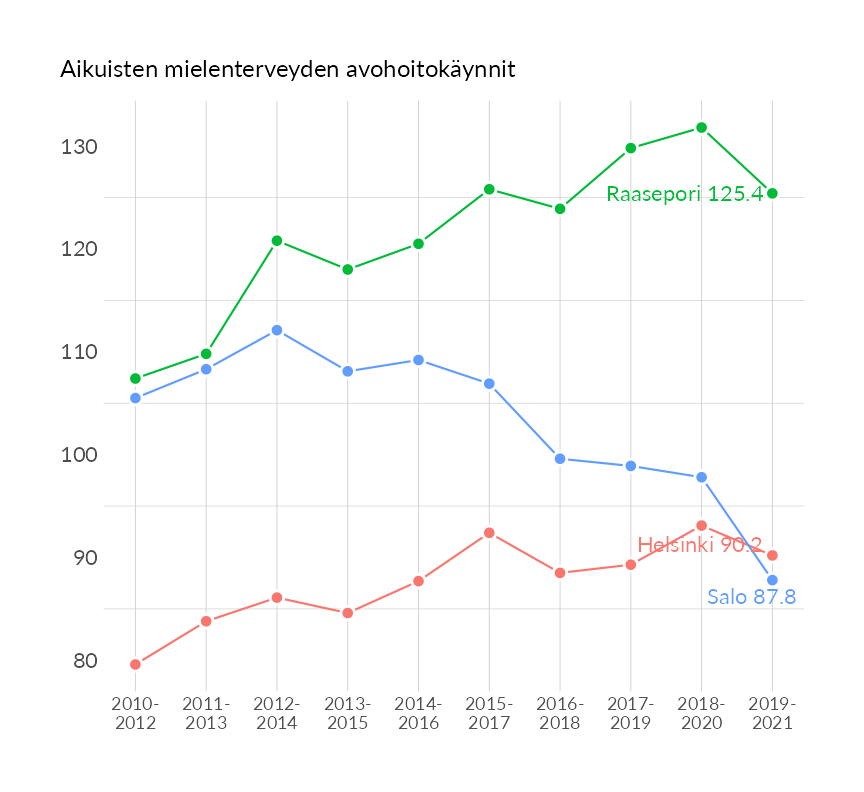 Aikuisten mielenterveyden avohoitokäynnit
130
Raasepori 125.4
120
110
100
Helsinki 90.2
90
Salo 87.8
80
2010- 2011- 2012- 2013- 2014- 2015- 2016- 2017- 2018- 2019-
2012 2013 2014 2015 2016 2017 2018 2019 2020 2021